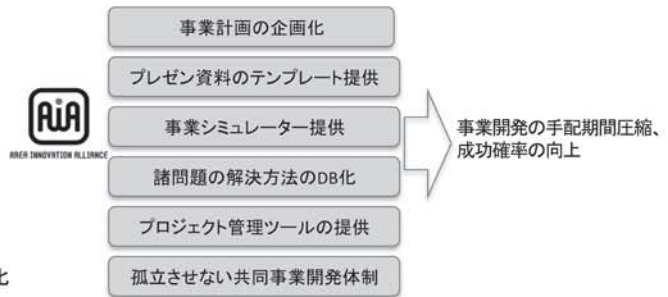 事業計画の企画化
プレゼン資料のテンプレート提供
AiA
AREA INNOVATION ALLIANCE
事業シミュレーター提供
事業開発の手配期間圧縮、
成功確率の向上
諸問題の解決方法のDB化
プロジェクト管理ツールの提供
化
孤立させない共同事業開発体制